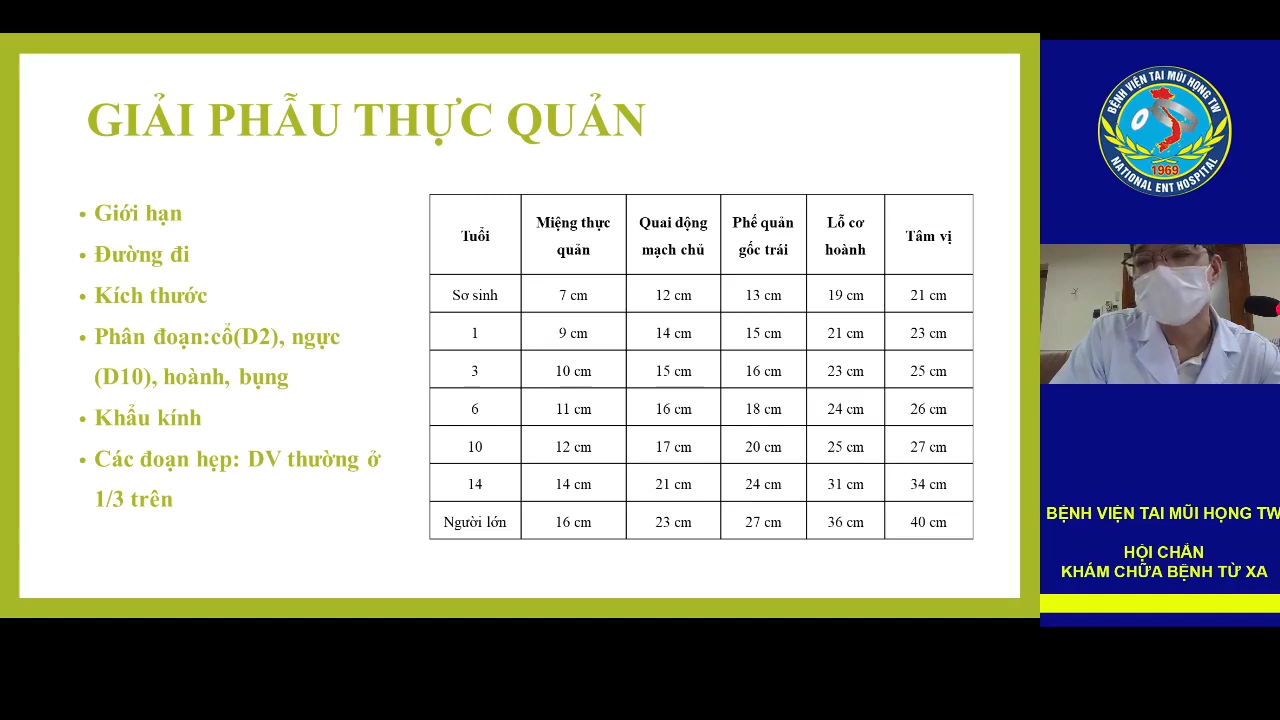 GIẢI PHẪU THỰC QUẢN
• Giới hạn
• Đường đi
• Kích thước
• Phân đoạn:cổ(D2), ngực
(D10), hoành, bụng
• Khẩu kính
• Các đoạn hẹp: DV thường ở
1/3 trên
Tuổi Miệng thực quản Quai động mạch chủ Phế quản gốc trái Lỗ cơ hoành Tâm vị
Sơ sinh 7 cm 12 cm 13 cm 19 cm 21 cm
1 9 cm 14 cm 15 cm 21 cm 23 cm
3 10 cm 15 cm 16 cm 23 cm 25 cm
6 11 cm 16 cm 18 cm 24 cm 26 cm
10 12 cm 17 cm 20 cm 25 cm 27 cm
14 14 cm 21 cm 24 cm 31 cm 34 cm
Người lớn 16 cm 23 cm 27 cm 36 cm 40 cm
BỆNH VIỆN TAI MŨI HỌNG TW
1969
NATIONAL ENT HOSPITAL
BỆNH VIỆN TAI MŨI HỌNG TW
HỘI CHẨN
KHÁM CHỮA BỆNH TỪ XA